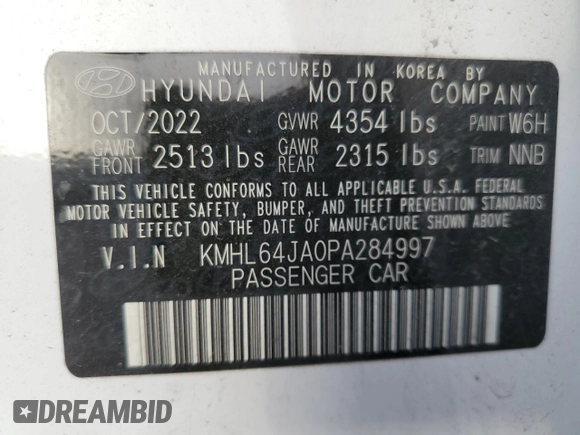 MANUFACTURED IN KOREA BY
HYUNDAI MOTOR COMPANY
OCT/2022 GVWR 4354 lbs PAINT W6H
GAWR FRONT 2513 lbs GAWR REAR 2315 lbs TRIM NNB
THIS VEHICLE CONFORMS TO ALL APPLICABLE U.S.A. FEDERAL
MOTOR VEHICLE SAFETY, BUMPER, AND THEFT PREVENTION STANDARDS
IN EFFECT ON THE DATE OF MANUFACTURE SHOWN ABOVE
V.I.N KMHL64JA0PA284997
PASSENGER CAR
DREAMBID